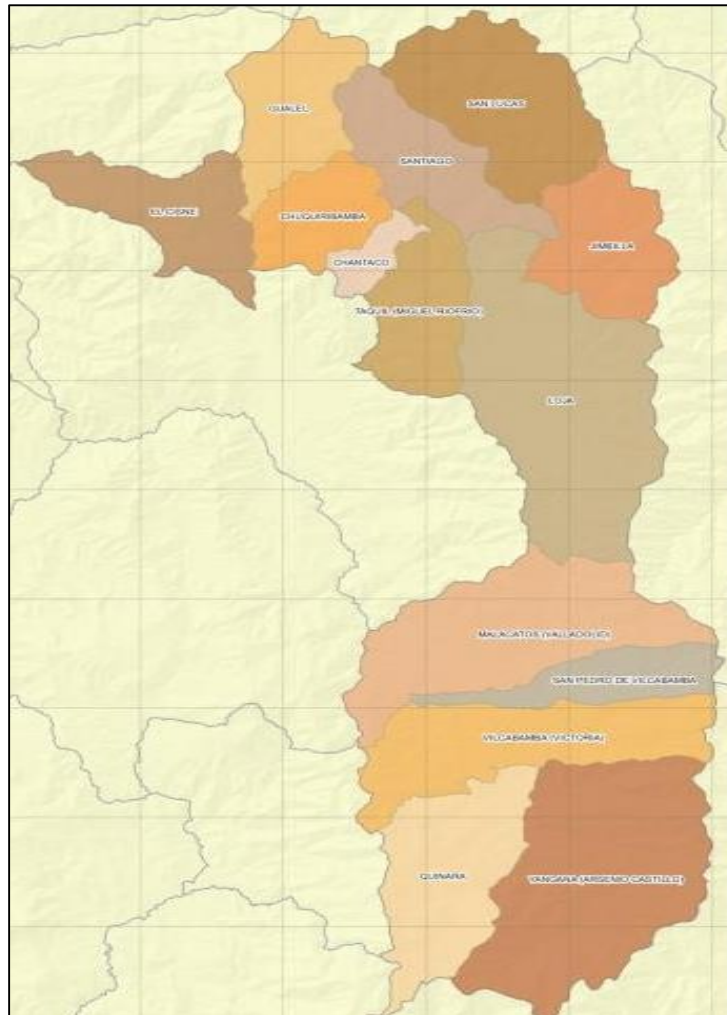 SAN LUCAS
GUALEL
SANTIAGO
EL CISNE
CHUQUIRIBAMBA
JIMBILLA
CHANTACO
TAQUIL (MIGUEL RIOFRIO)
LOJA
MALACATOS (VALLADOLID)
SAN PEDRO DE VILCABAMBA
VILCABAMBA (VICTORIA)
QUINARA
YANGANA (ARSENIO CASTILLO)